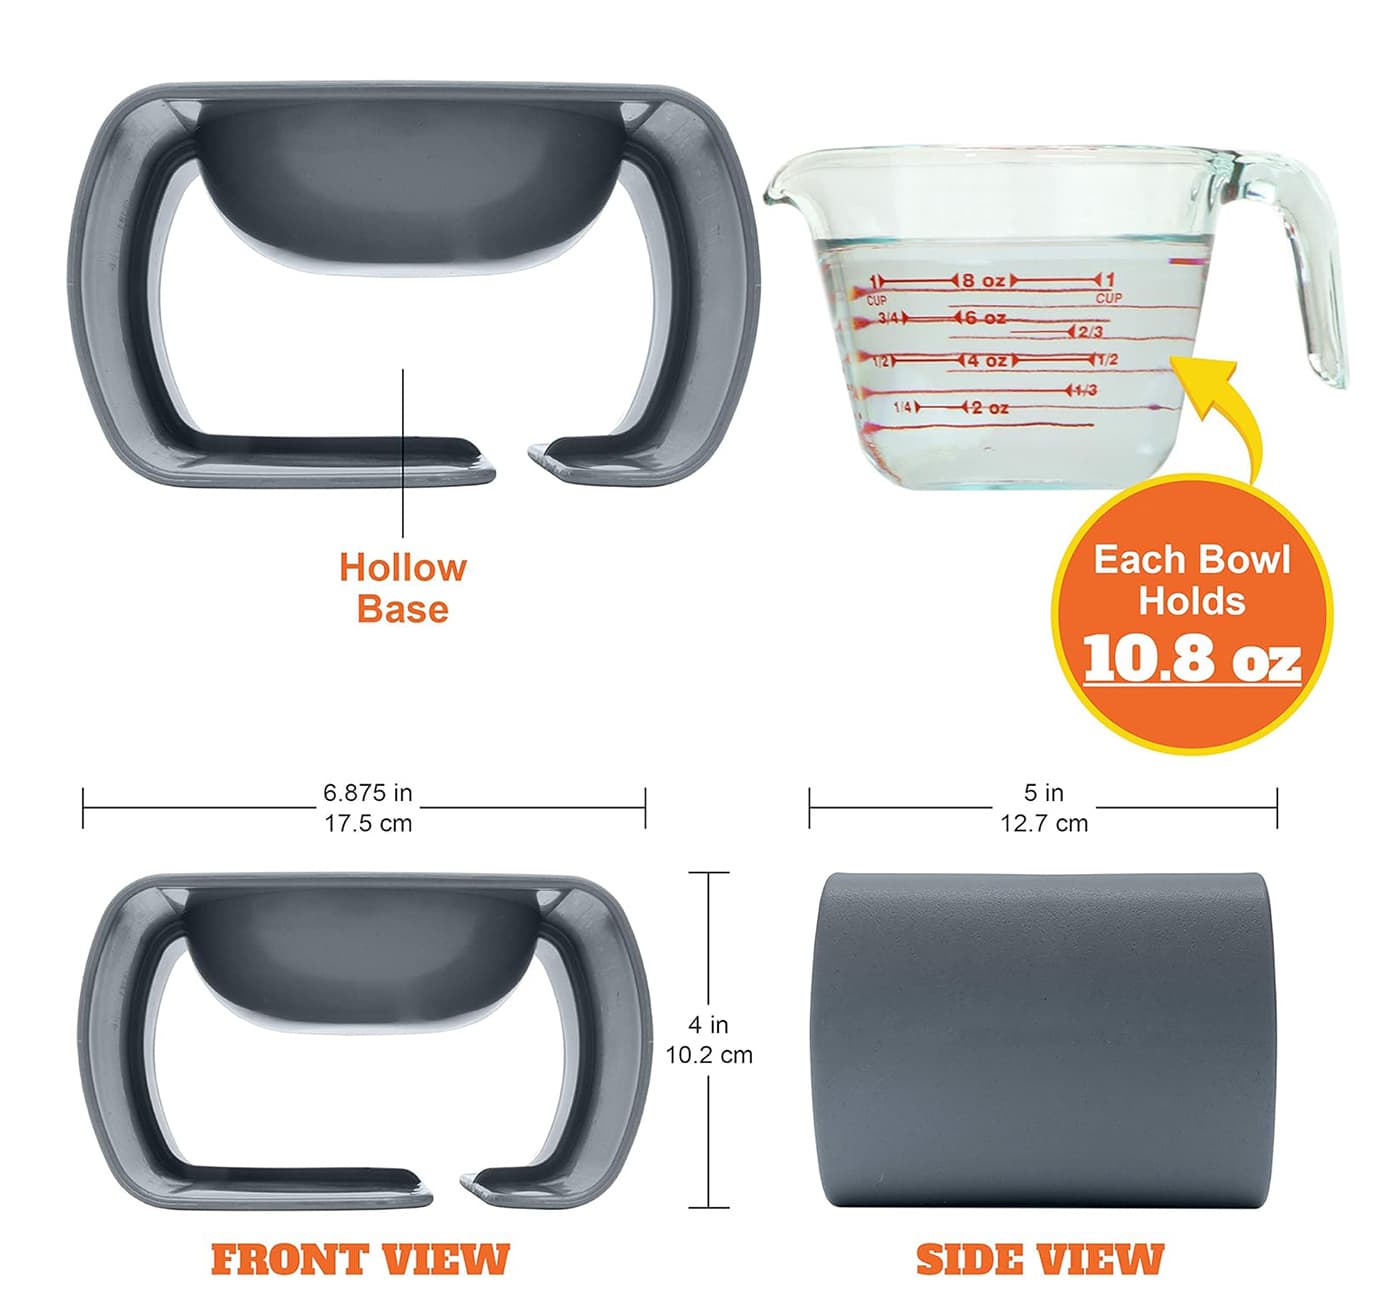 1 8 oz 1
CUP CUP
3/4 6 oz
2/3
1/2 4 oz 1/2
1/3
1/4 2 oz
Hollow
Base
Each Bowl
Holds
10.8 oz
6.875 in
17.5 cm
5 in
12.7 cm
4 in
10.2 cm
FRONT VIEW
SIDE VIEW